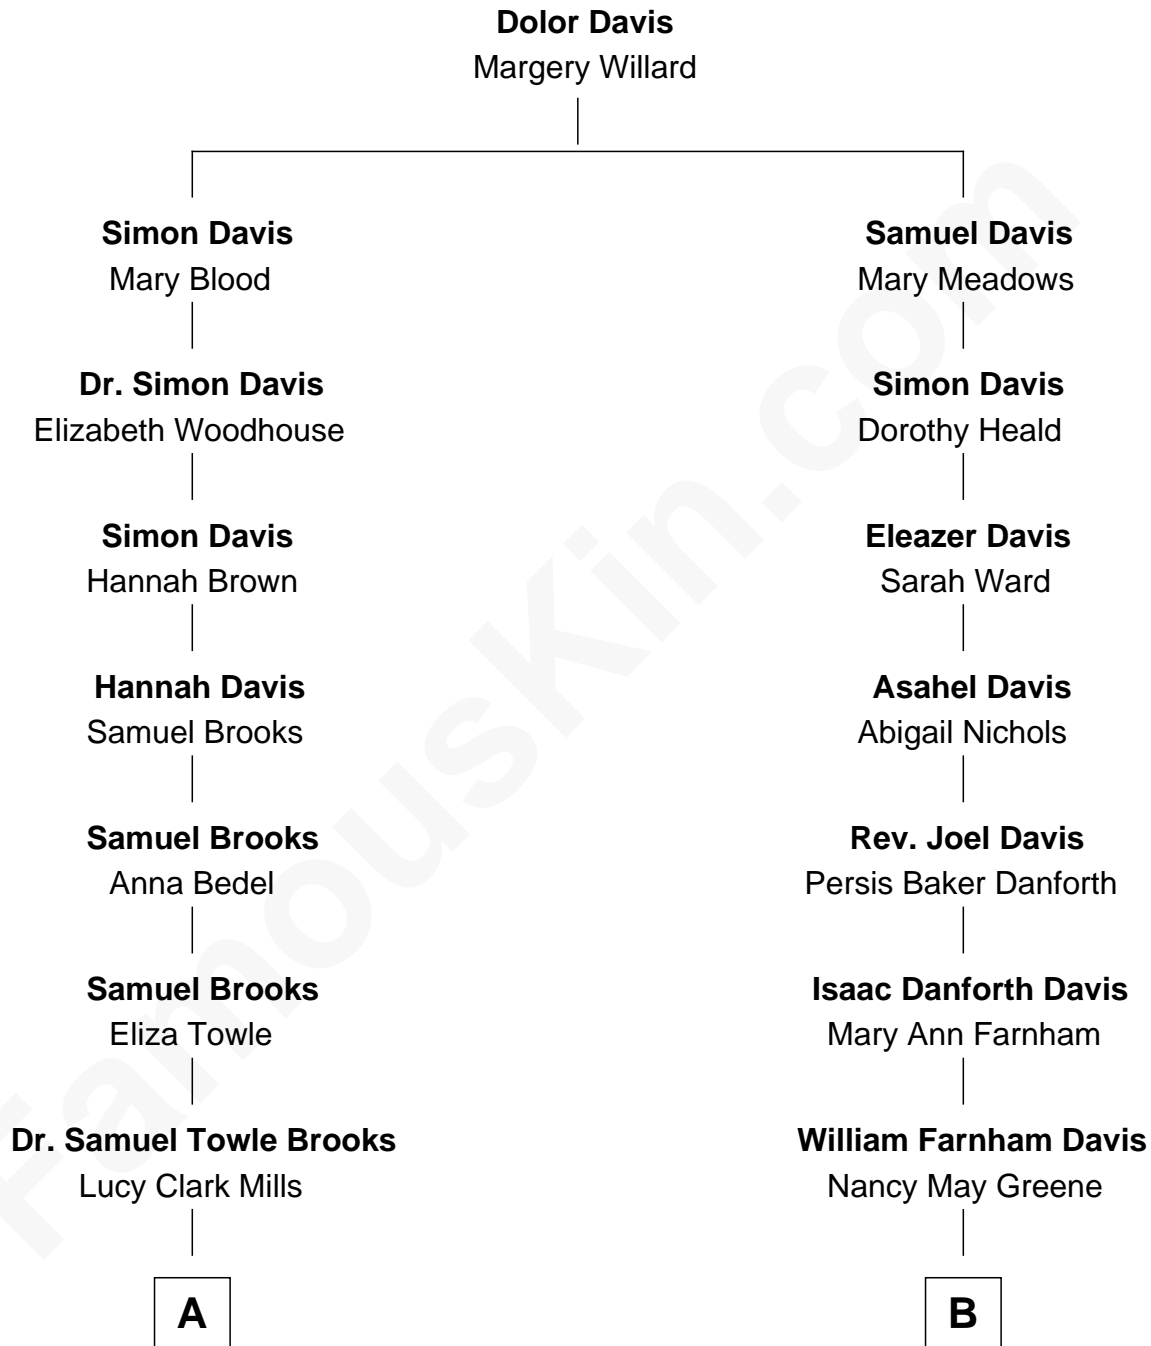 Dolor Davis
Margery Willard
Simon Davis
Mary Blood
Samuel Davis
Mary Meadows
Dr. Simon Davis
Elizabeth Woodhouse
Simon Davis
Dorothy Heald
Simon Davis
Hannah Brown
Eleazer Davis
Sarah Ward
Hannah Davis
Samuel Brooks
Asahel Davis
Abigail Nichols
Samuel Brooks
Anna Bedel
Rev. Joel Davis
Persis Baker Danforth
Samuel Brooks
Eliza Towle
Isaac Danforth Davis
Mary Ann Farnham
Dr. Samuel Towle Brooks
Lucy Clark Mills
William Farnham Davis
Nancy May Greene
A
B
FamousKin.com